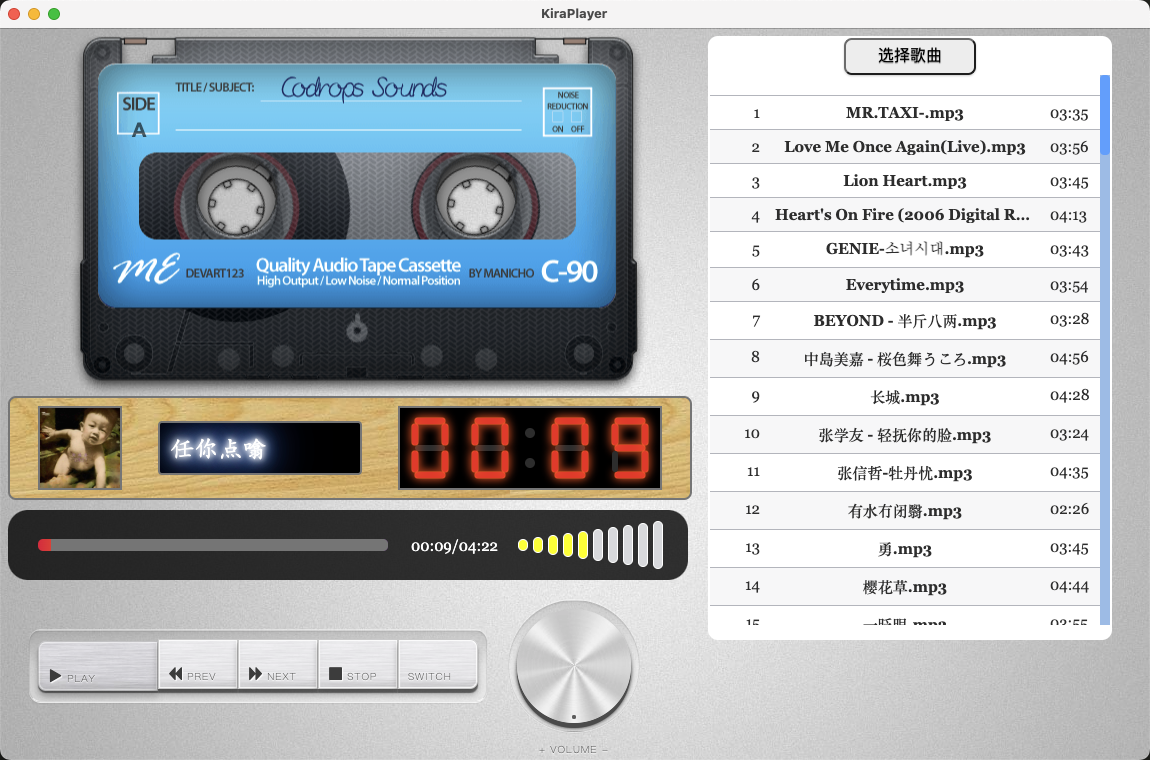 KiraPlayer
TITLE / SUBJECT: Codrops Sounds
SIDE
A
NOISE
REDUCTION
ON OFF
ME DEVART123 Quality Audio Tape Cassette BY MANICHO C-90
High Output / Low Noise / Normal Position
任你点噏
00:09
00:09/04:22
PLAY PREV NEXT STOP SWITCH
+ VOLUME –
选择歌曲
1 MR.TAXI-.mp3 03:35
2 Love Me Once Again(Live).mp3 03:56
3 Lion Heart.mp3 03:45
4 Heart's On Fire (2006 Digital R... 04:13
5 GENIE-소녀시대.mp3 03:43
6 Everytime.mp3 03:54
7 BEYOND - 半斤八两.mp3 03:28
8 中島美嘉 - 桜色舞うころ.mp3 04:56
9 长城.mp3 04:28
10 张学友 - 轻抚你的脸.mp3 03:24
11 张信哲-牡丹忧.mp3 04:35
12 有水冇闭翳.mp3 02:26
13 勇.mp3 03:45
14 樱花草.mp3 04:44
15 一眨眼.mp3 03:55